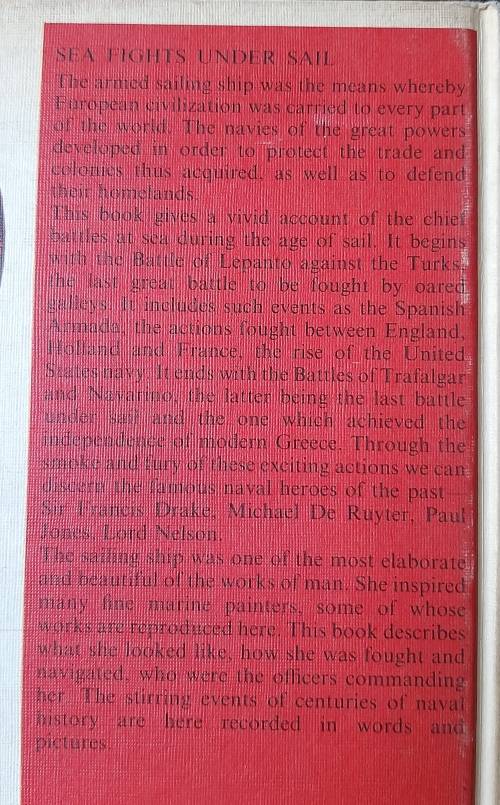 SEA FIGHTS UNDER SAIL
The armed sailing ship was the means whereby
European civilization was carried to every part
of the world. The navies of the great powers
developed in order to protect the trade and
colonies thus acquired, as well as to defend
their homelands.
This book gives a vivid account of the chief
battles at sea during the age of sail. It begins
with the Battle of Lepanto against the Turks,
the last great battle to be fought by oared
galleys. It includes such events as the Spanish
Armada, the actions fought between England,
Holland and France, the rise of the United
States navy. It ends with the Battles of Trafalgar
and Navarino, the latter being the last battle
under sail and the one which achieved the
independence of modern Greece. Through the
smoke and fury of these exciting actions we can
discern the famous naval heroes of the past—
Sir Francis Drake, Michael De Ruyter, Paul
Jones, Lord Nelson.
The sailing ship was one of the most elaborate
and beautiful of the works of man. She inspired
many fine marine painters, some of whose
works are reproduced here. This book describes
what she looked like, how she was fought and
navigated, who were the officers commanding
her. The stirring events of centuries of naval
history are here recorded in words and
pictures.